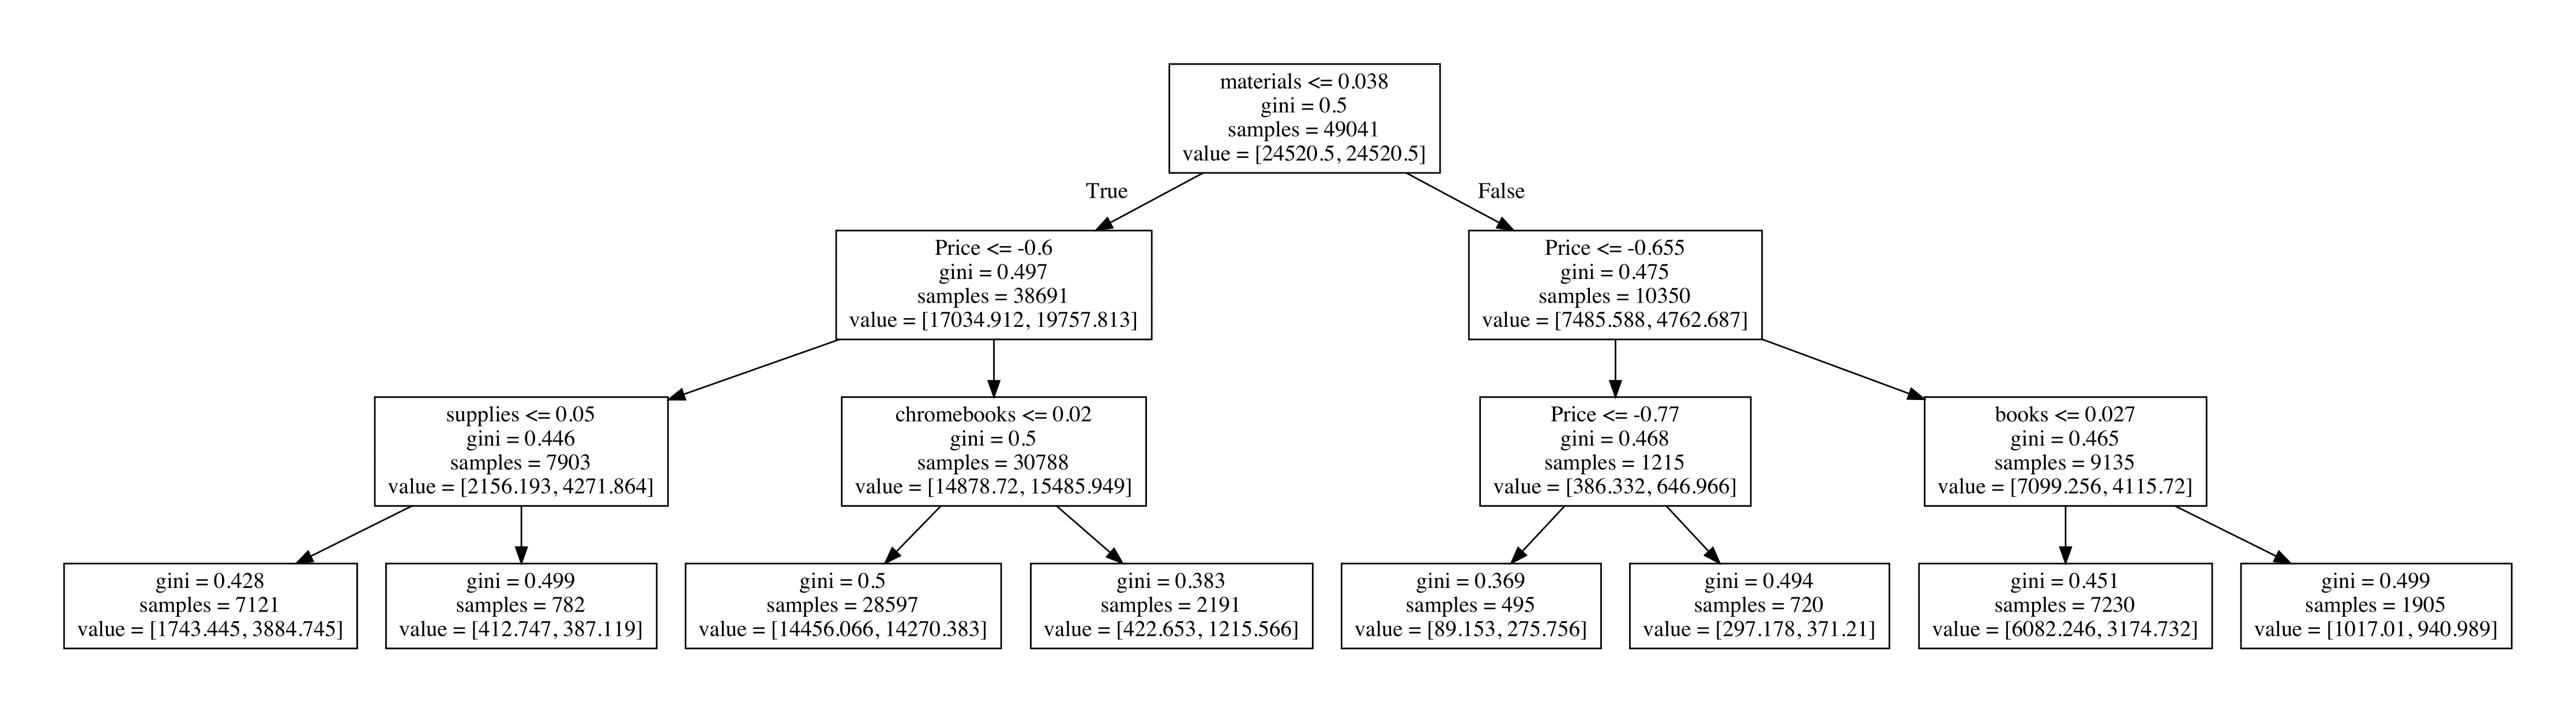 materials <= 0.038
gini = 0.5
samples = 49041
value = [24520.5, 24520.5]
True
False
Price <= -0.6
gini = 0.497
samples = 38691
value = [17034.912, 19757.813]
Price <= -0.655
gini = 0.475
samples = 10350
value = [7485.588, 4762.687]
supplies <= 0.05
gini = 0.446
samples = 7903
value = [2156.193, 4271.864]
chromebooks <= 0.02
gini = 0.5
samples = 30788
value = [14878.72, 15485.949]
Price <= -0.77
gini = 0.468
samples = 1215
value = [386.332, 646.966]
books <= 0.027
gini = 0.465
samples = 9135
value = [7099.256, 4115.72]
gini = 0.428
samples = 7121
value = [1743.445, 3884.745]
gini = 0.499
samples = 782
value = [412.747, 387.119]
gini = 0.5
samples = 28597
value = [14456.066, 14270.383]
gini = 0.383
samples = 2191
value = [422.653, 1215.566]
gini = 0.369
samples = 495
value = [89.153, 275.756]
gini = 0.494
samples = 720
value = [297.178, 371.21]
gini = 0.451
samples = 7230
value = [6082.246, 3174.732]
gini = 0.499
samples = 1905
value = [1017.01, 940.989]